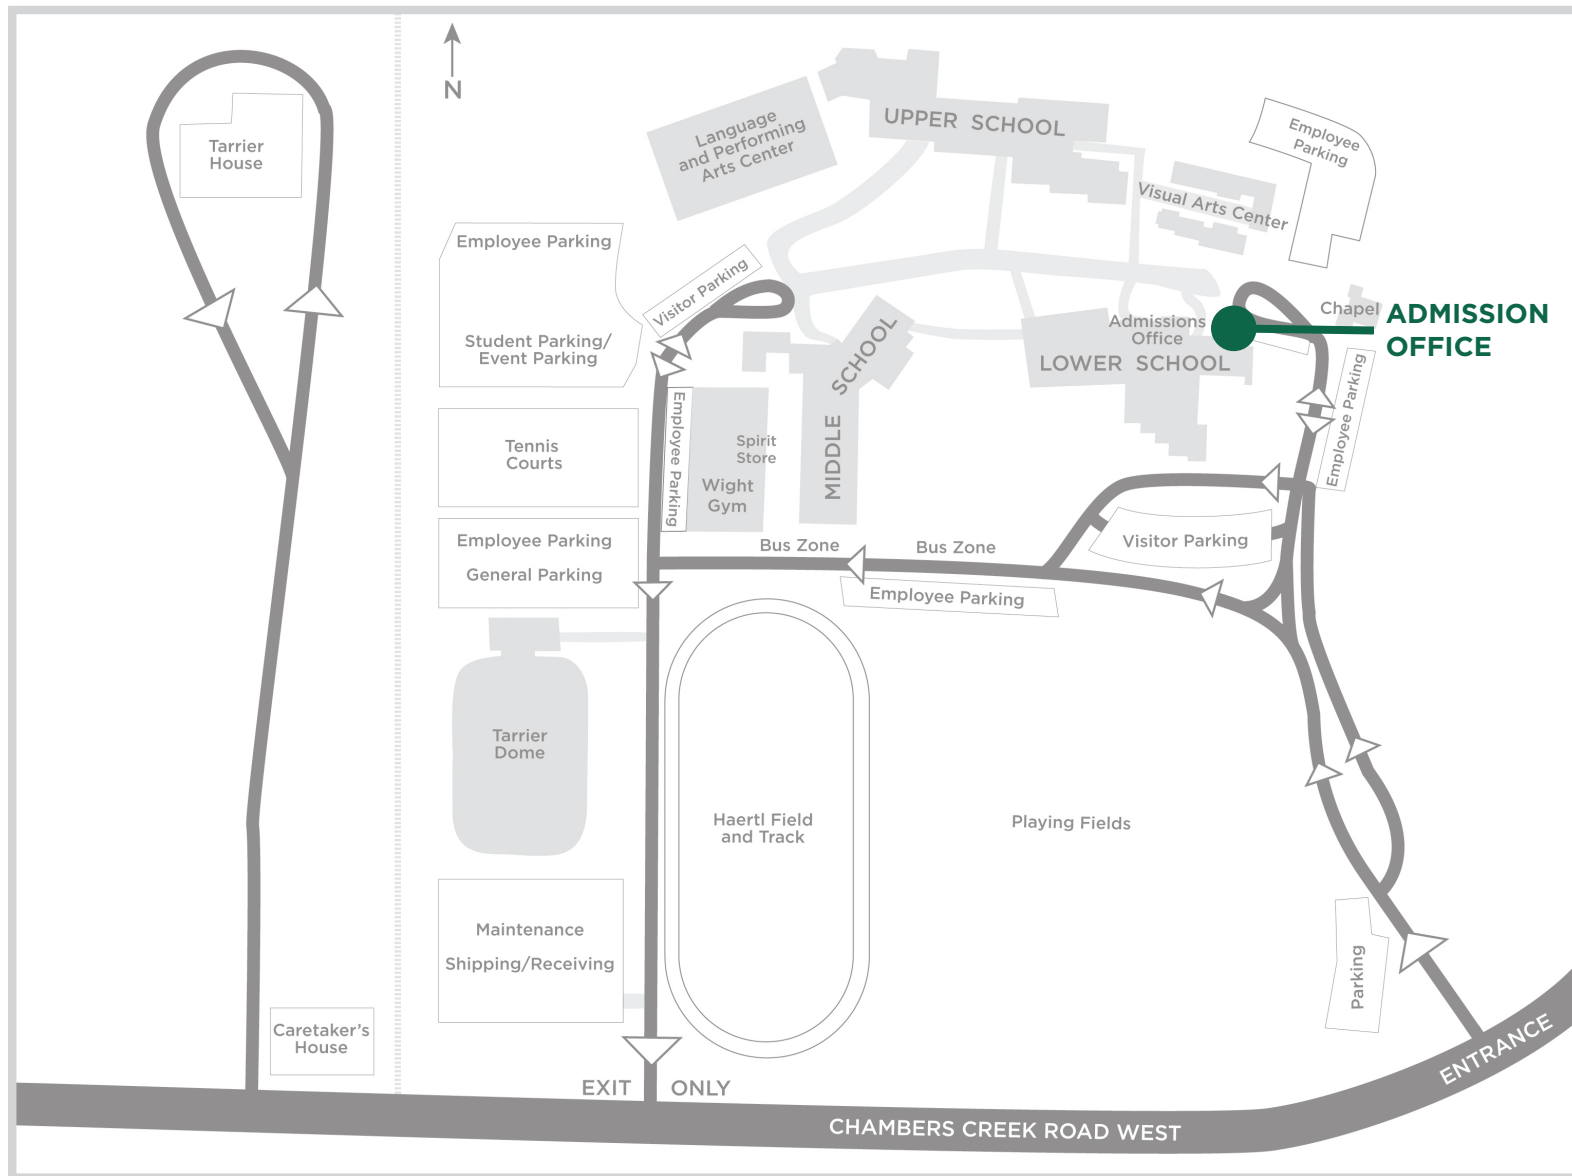 N
Tarrier
House
Language
and Performing
Arts Center
UPPER SCHOOL
Employee
Parking
Visual Arts Center
Employee Parking
Student Parking/
Event Parking
Visitor Parking
Chapel
ADMISSION
OFFICE
Admissions
Office
LOWER SCHOOL
MIDDLE SCHOOL
Employee Parking
Employee Parking
Tennis
Courts
Spirit
Store
Wight
Gym
Employee Parking
General Parking
Bus Zone
Bus Zone
Visitor Parking
Employee Parking
Tarrier
Dome
Haertl Field
and Track
Playing Fields
Maintenance
Shipping/Receiving
Parking
Caretaker's
House
EXIT ONLY
ENTRANCE
CHAMBERS CREEK ROAD WEST